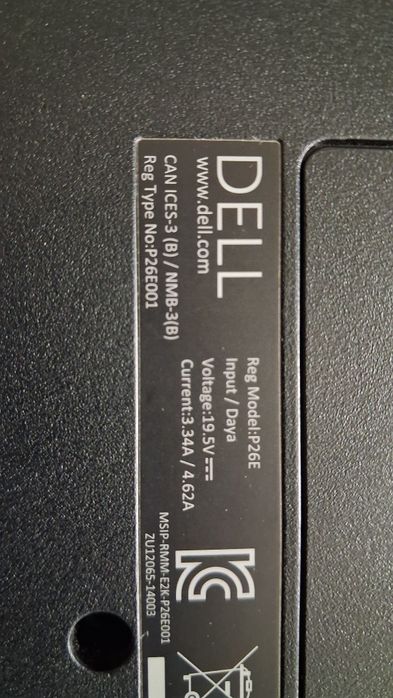 DELL
www.dell.com
CAN ICES-3 (B) / NMB-3(B)
Reg Type No:P26E001
Reg Model:P26E
Input / Daya
Voltage:19.5V
Current:3.34A / 4.62A
MSIP-RMM-E2K-P26E001
ZU12065-14003